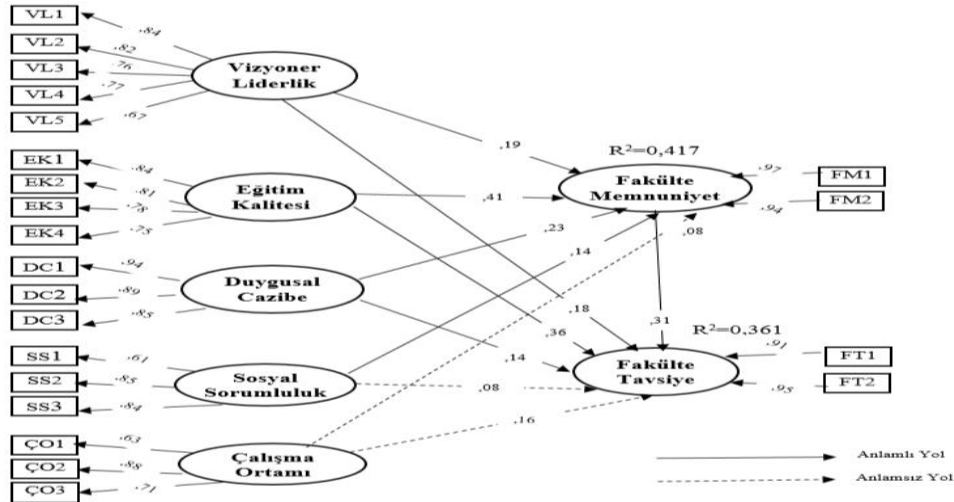 VL1
VL2
VL3
VL4
VL5
.84
.82
.76
.77
.67
Vizyoner
Liderlik
EK1
EK2
EK3
EK4
.84
.81
.78
.75
Eğitim
Kalitesi
DC1
DC2
DC3
.94
.89
.85
Duygusal
Cazibe
SS1
SS2
SS3
.61
.85
.84
Sosyal
Sorumluluk
ÇO1
ÇO2
ÇO3
.63
.88
.71
Çalışma
Ortamı
,19
,41
,23
,14
,08
,18
,36
,14
,08
,16
,31
R²=0,417
Fakülte
Memnuniyet
.97
.94
FM1
FM2
R²=0,361
Fakülte
Tavsiye
.91
.95
FT1
FT2
Anlamlı Yol
Anlamsız Yol